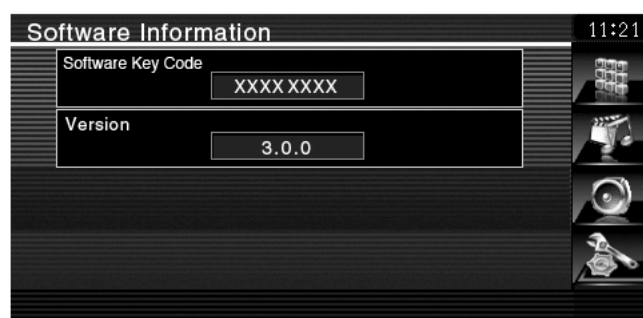 Software Information
11:21
Software Key Code
XXXX XXXX
Version
3.0.0